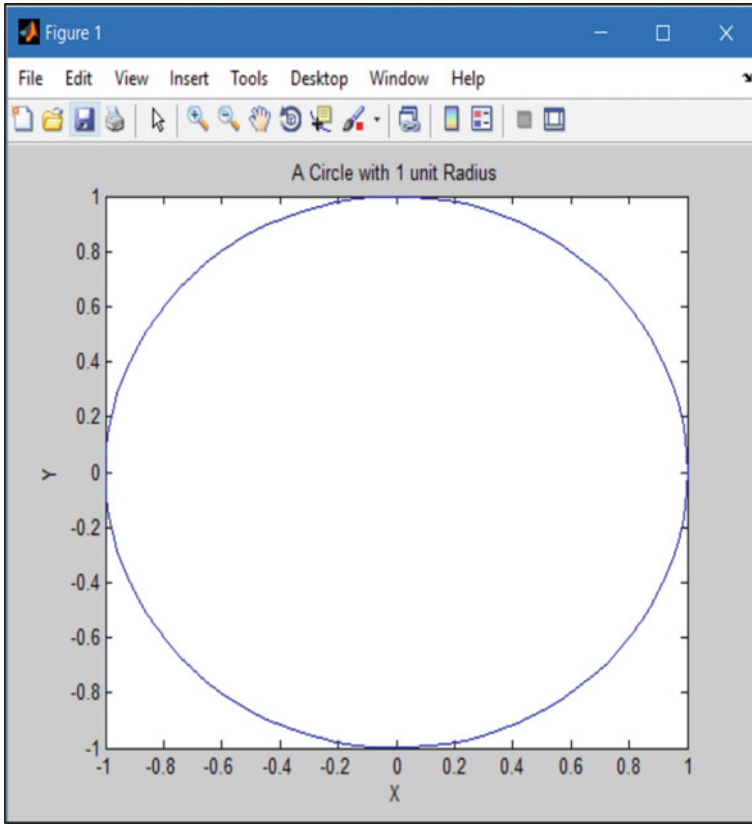 Figure 1
File Edit View Insert Tools Desktop Window Help
A Circle with 1 unit Radius
1
0.8
0.6
0.4
0.2
0
-0.2
-0.4
-0.6
-0.8
-1
Y
-1 -0.8 -0.6 -0.4 -0.2 0 0.2 0.4 0.6 0.8 1
X